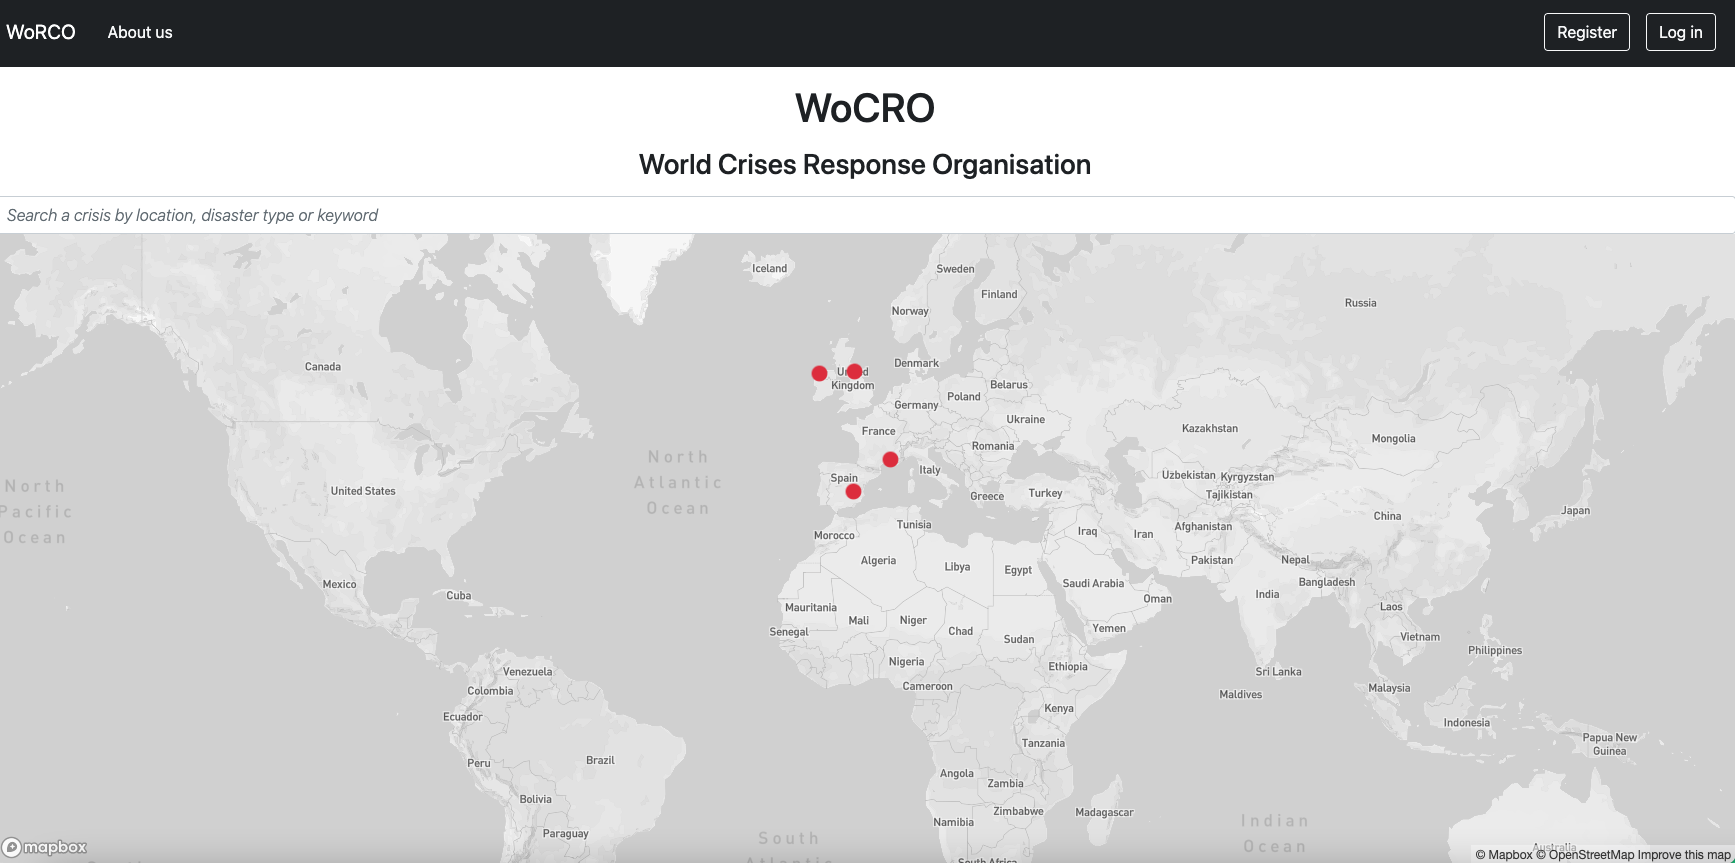 WoRCO About us Register Log in
WoCRO
World Crises Response Organisation
Search a crisis by location, disaster type or keyword
Iceland
Sweden
Finland
Russia
Norway
Denmark
Canada
United
Kingdom
Belarus
Poland
Germany
Ukraine
France
Kazakhstan
Mongolia
Romania
North
Atlantic
Ocean
Italy
Spain
Uzbekistan
Kyrgyzstan
Tajikistan
North
Pacific
Ocean
United States
Greece
Turkey
Japan
China
Tunisia
Afghanistan
Morocco
Iraq
Iran
Algeria
Libya
Egypt
Pakistan
Nepal
Mexico
Saudi Arabia
Bangladesh
Cuba
India
Oman
Mauritania
Laos
Mali
Niger
Senegal
Chad
Sudan
Yemen
Vietnam
Philippines
Nigeria
Ethiopia
Venezuela
Sri Lanka
Cameroon
Colombia
Malaysia
Maldives
Kenya
Ecuador
Indonesia
Papua New
Guinea
Tanzania
Brazil
Peru
Angola
Zambia
Bolivia
Zimbabwe
Madagascar
Namibia
Paraguay
Indian
Ocean
South
Atlantic
Australia
South Africa
mapbox
© Mapbox © OpenStreetMap Improve this map